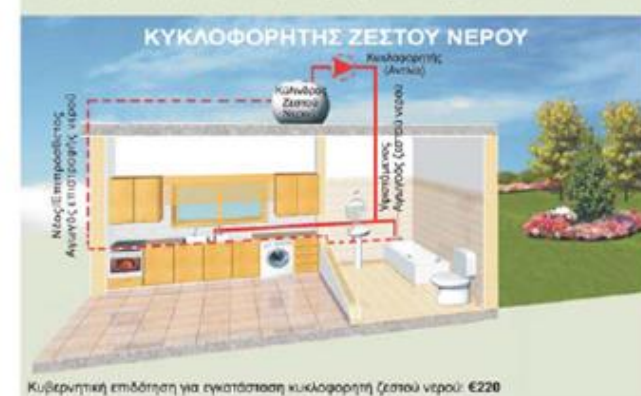 ΚΥΚΛΟΦΟΡΗΤΗΣ ΖΕΣΤΟΥ ΝΕΡΟΥ
Κυκλοφορητής
(Αντλία)
Κύλινδρος
Ζεστού
Νερού
Νέος/Επιπρόσθετος
Αγωγός επιστροφής νερού
Υφιστάμενος
Αγωγός ζεστού νερού
Κυβερνητική επιδότηση για εγκατάσταση κυκλοφορητή ζεστού νερού: €220